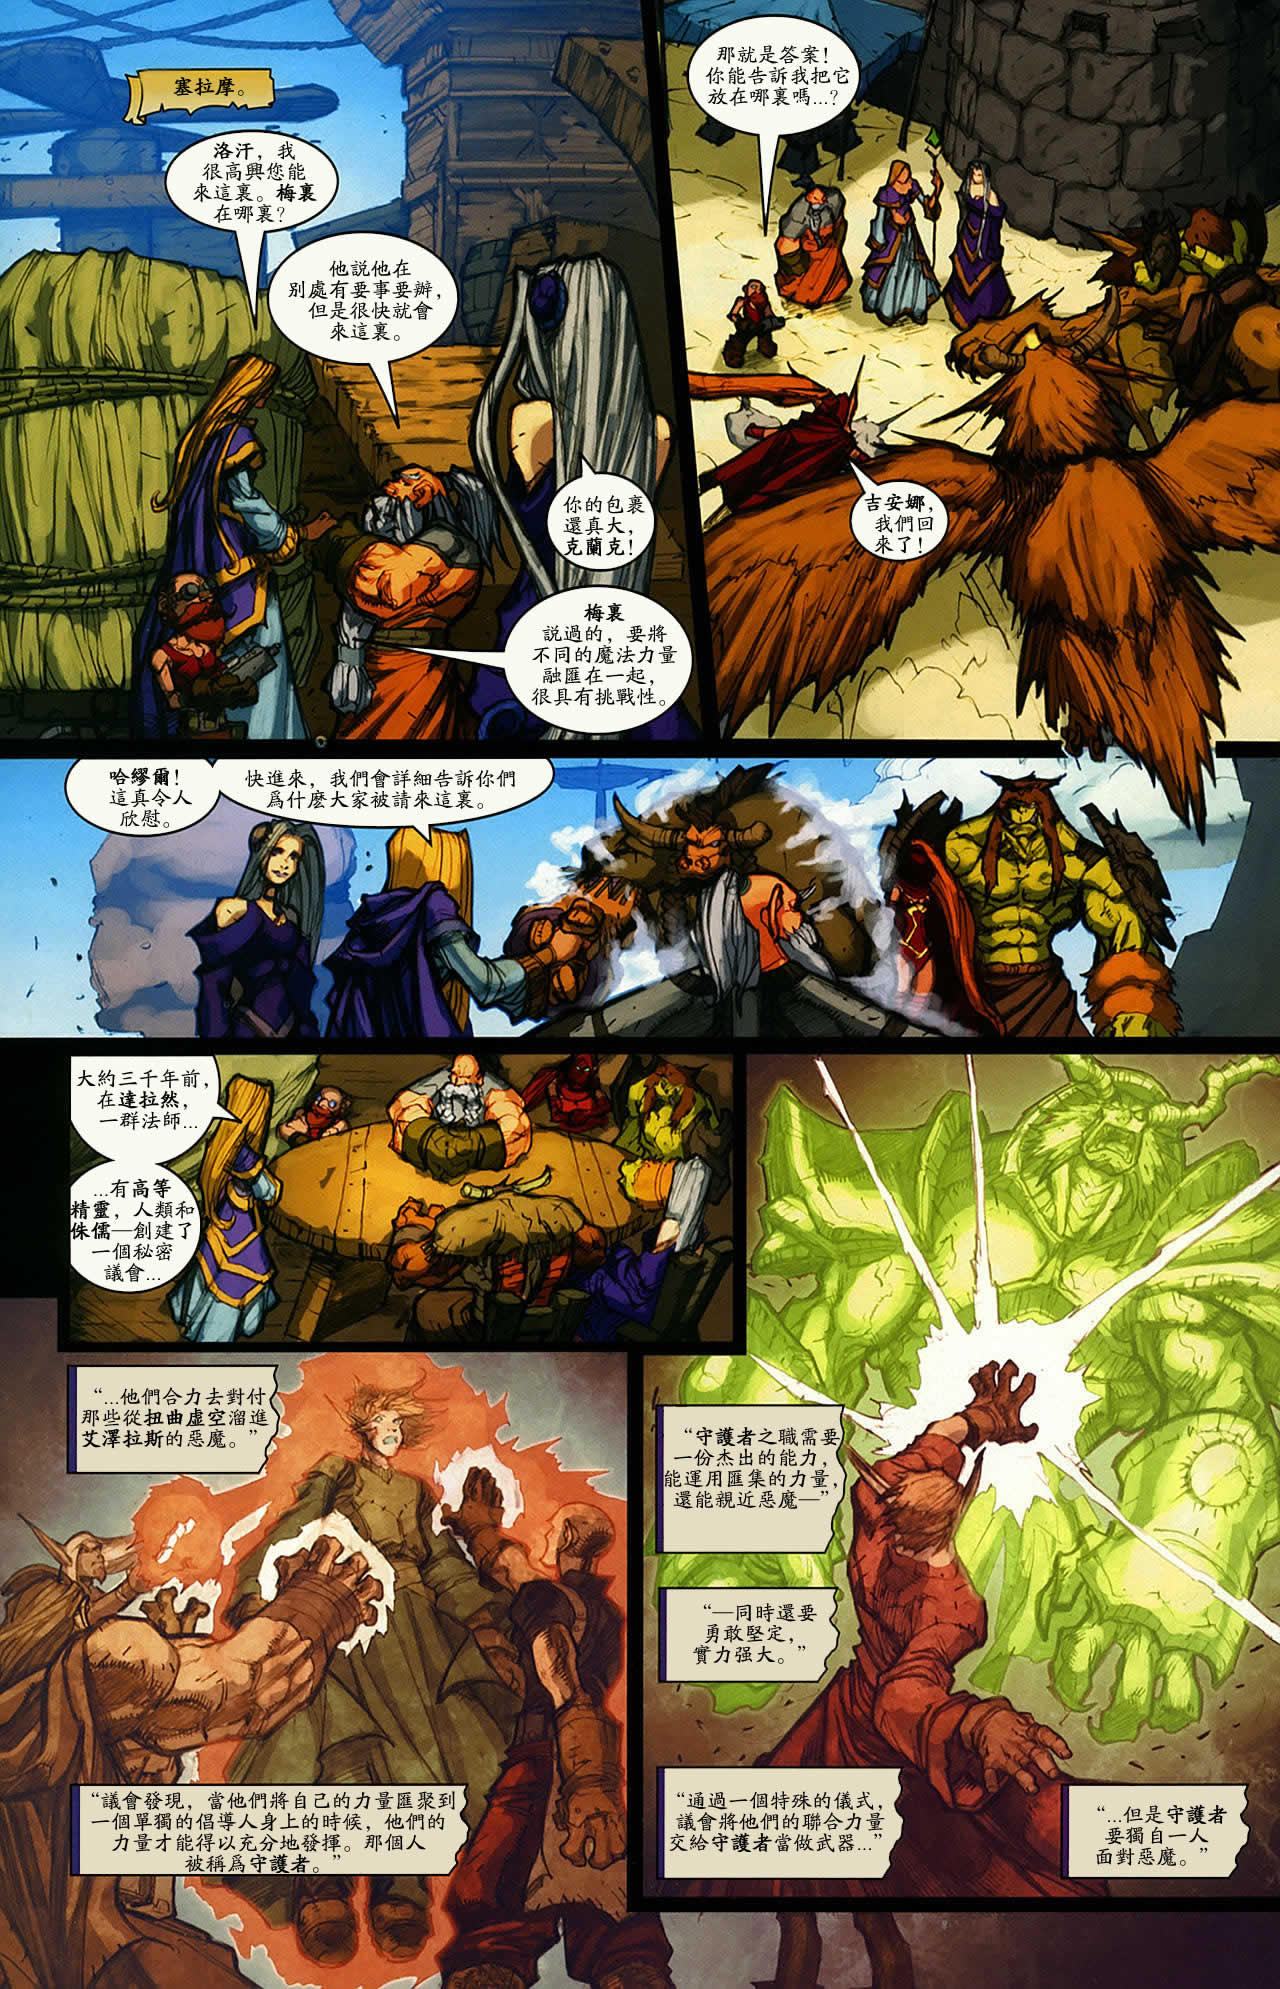 塞拉摩。
洛汗，我
很高興您能
來這裏。梅裏
在哪裏？
他説他在
别處有要事要辦，
但是很快就會
來這裏。
你的包裹
還真大，
克蘭克！
梅裏
説過的，要將
不同的魔法力量
融匯在一起，
很具有挑戰性。
那就是答案！
你能告訴我把它
放在哪裏嗎...？
吉安娜，
我們回
來了！
哈繆爾！
這真令人
欣慰。
快進來，我們會詳細告訴你們
爲什麼大家被請來這裏。
大約三千年前，
在達拉然，
一群法師...
...有高等
精靈，人類和
侏儒—創建了
一個秘密
議會...
“...他們合力去對付
那些從扭曲虛空溜進
艾澤拉斯的惡魔。”
“議會發現，當他們將自己的力量匯聚到
一個單獨的倡導人身上的時候，他們的
力量才能得以充分地發揮。那個人
被稱爲守護者。”
“守護者之職需要
一份杰出的能力，
能運用匯集的力量，
還能親近惡魔—”
“—同時還要
勇敢堅定，
實力强大。”
“通過一個特殊的儀式，
議會將他們的聯合力量
交給守護者當做武器...”
“...但是守護者
要獨自一人
面對惡魔。”